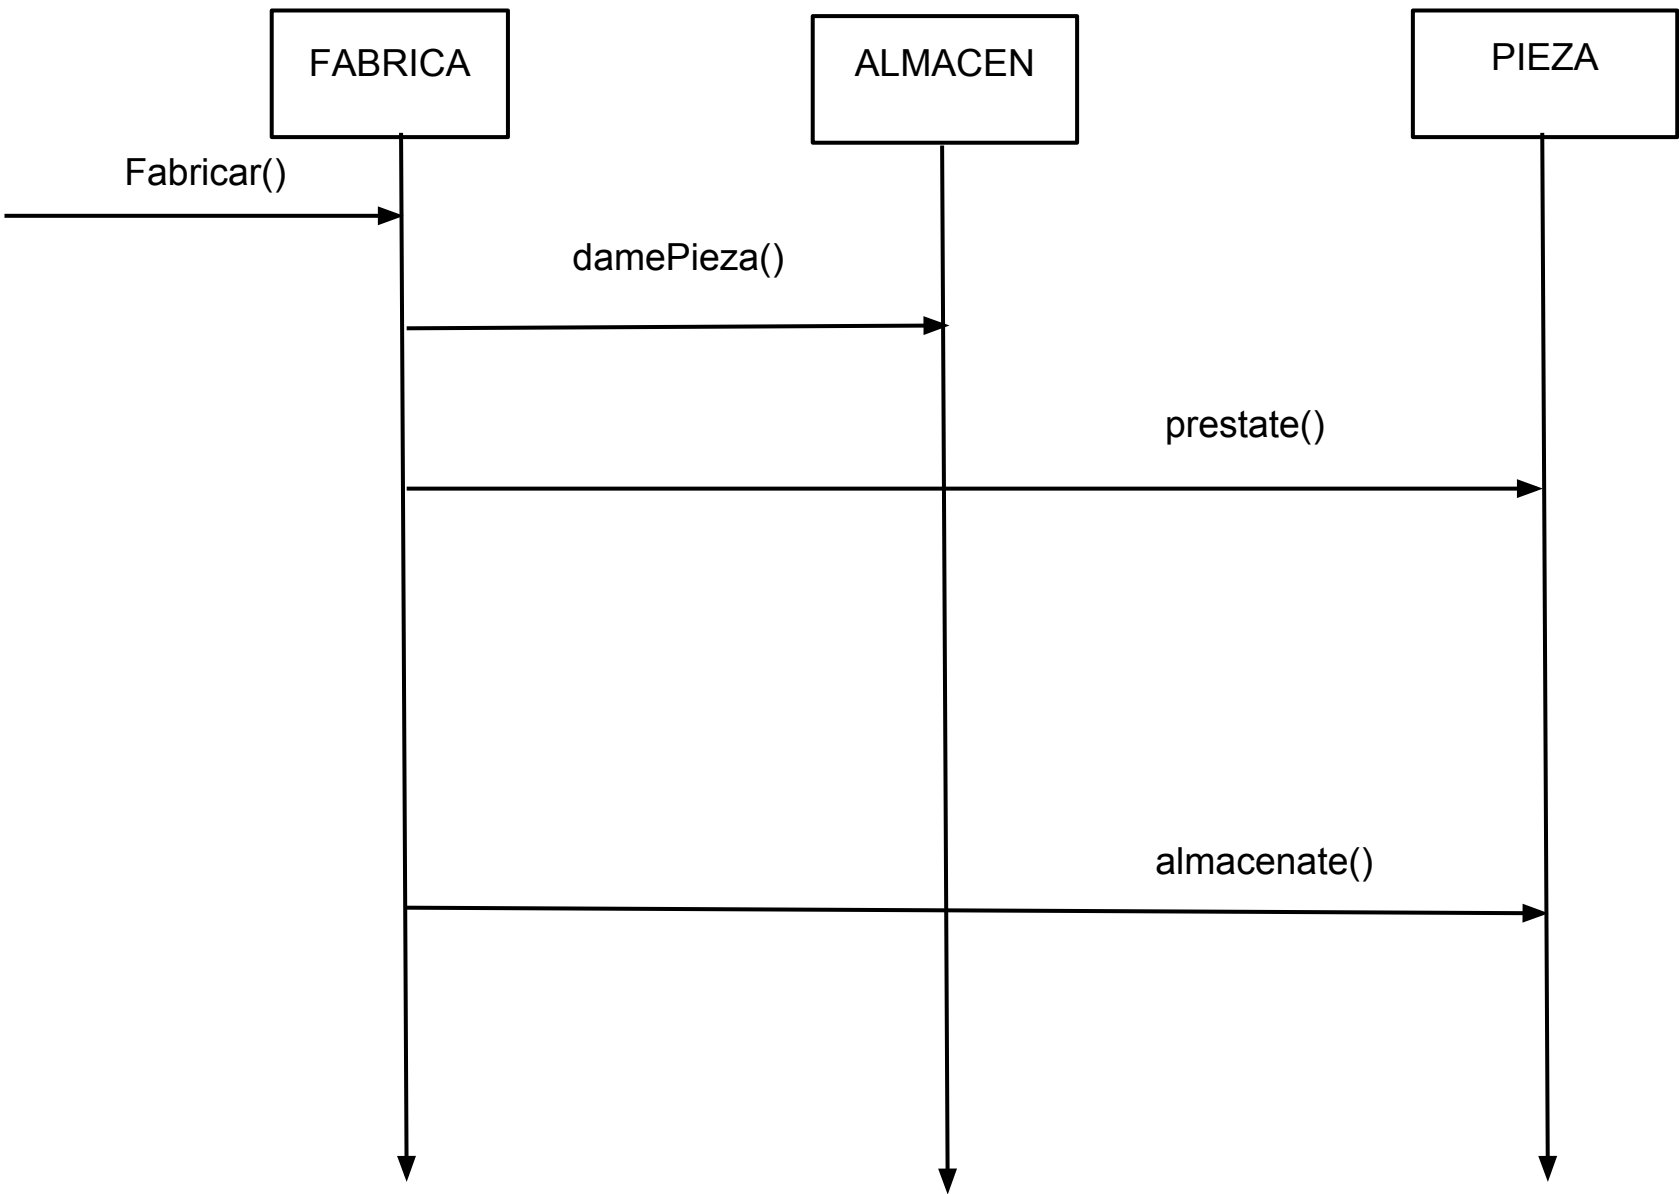 FABRICA
ALMACEN
PIEZA
Fabricar()
damePieza()
prestate()
almacenate()